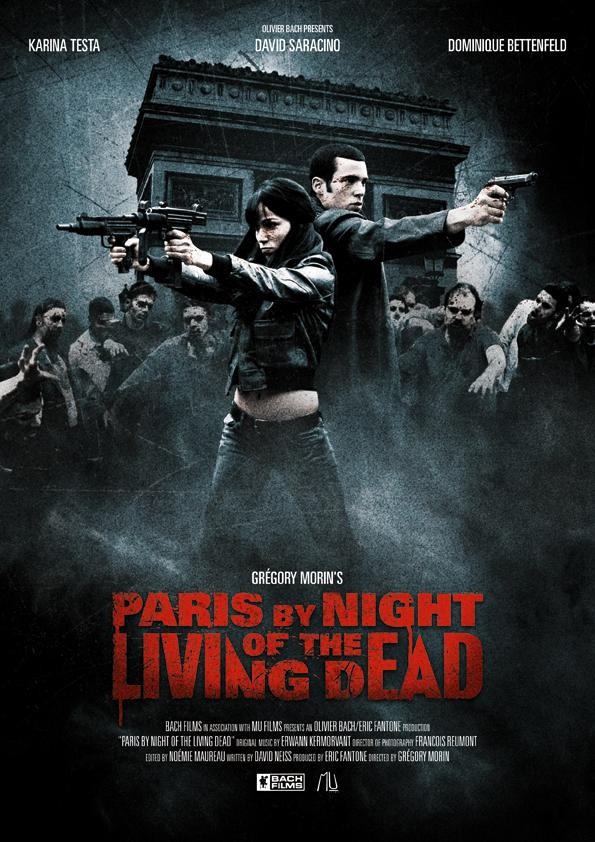 OLIVIER BACH PRESENTS
KARINA TESTA DAVID SARACINO DOMINIQUE BETTENFELD
GRÉGORY MORIN'S
PARIS BY NIGHT
OF THE
LIVING DEAD
BACH FILMS IN ASSOCIATION WITH MU FILMS PRESENTS AN OLIVIER BACH/ERIC FANTONE PRODUCTION
"PARIS BY NIGHT OF THE LIVING DEAD" ORIGINAL MUSIC BY ERWANN KERMORVANT DIRECTOR OF PHOTOGRAPHY FRANCOIS REUMONT
EDITED BY NOÉMIE MAUREAU WRITTEN BY DAVID NEISS PRODUCED BY ERIC FANTONE DIRECTED BY GRÉGORY MORIN
BACH
FILMS
MU